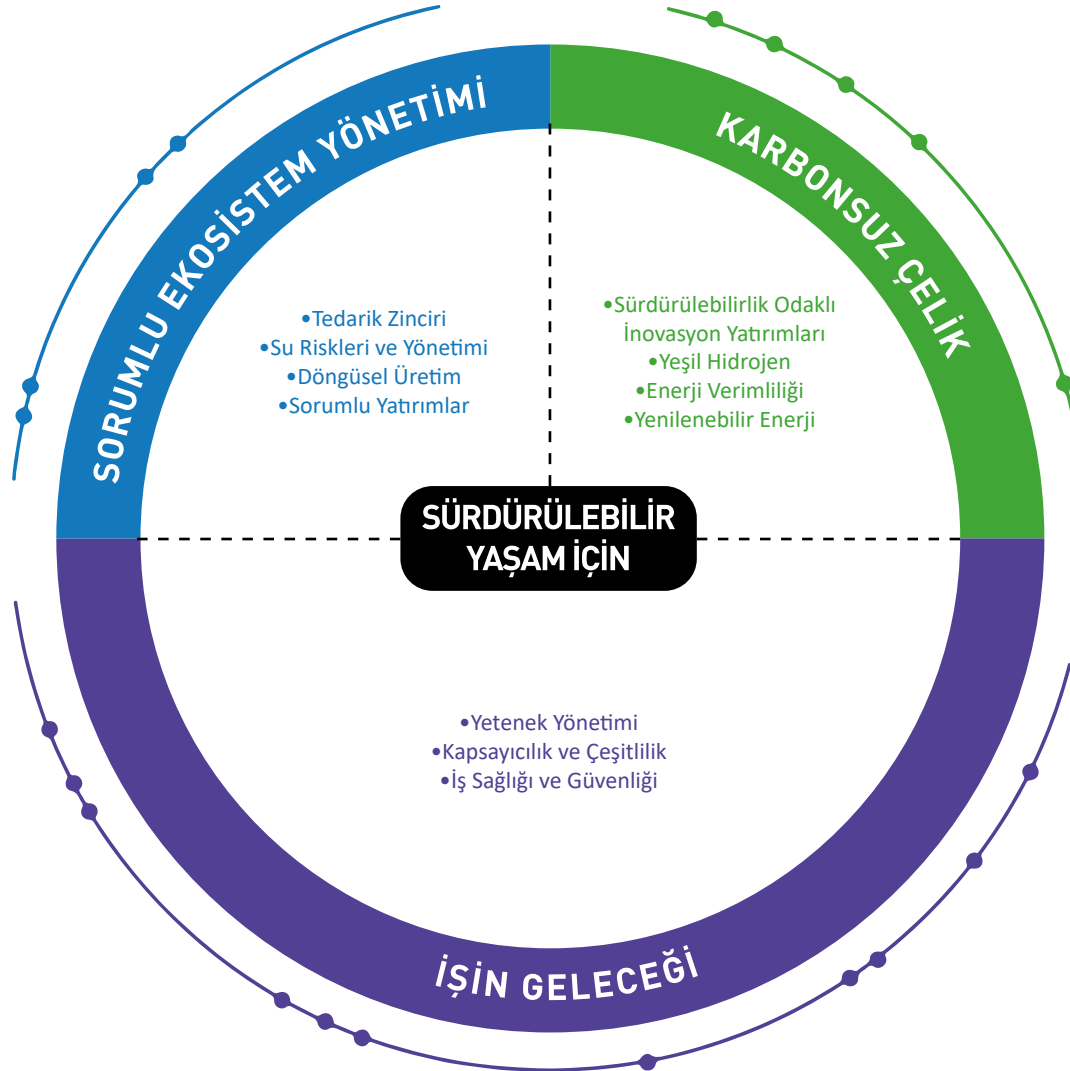 SORUMLU EKOSİSTEM YÖNETİMİ
KARBONSUZ ÇELİK
•Tedarik Zinciri
•Su Riskleri ve Yönetimi
•Döngüsel Üretim
•Sorumlu Yatırımlar
•Sürdürülebilirlik Odaklı
İnovasyon Yatırımları
•Yeşil Hidrojen
•Enerji Verimliliği
•Yenilenebilir Enerji
SÜRDÜRÜLEBİLİR
YAŞAM İÇİN
•Yetenek Yönetimi
•Kapsayıcılık ve Çeşitlilik
•İş Sağlığı ve Güvenliği
İŞİN GELECEĞİ